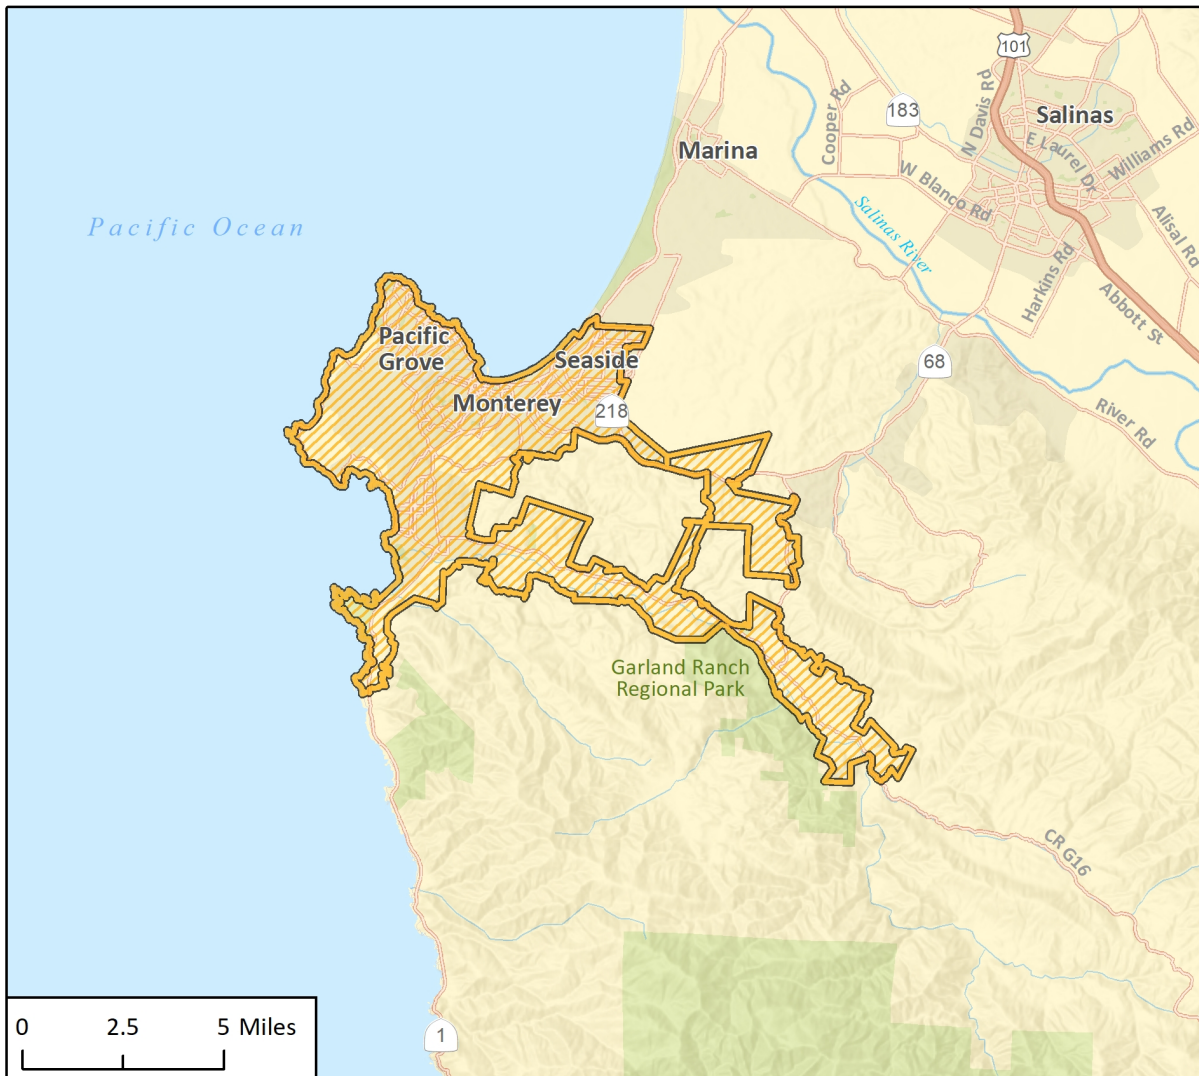 101
Salinas
N Davis Rd
183
Cooper Rd
E Laurel Dr
Williams Rd
Marina
W Blanco Rd
Salinas River
Alisal Rd
Pacific Ocean
Harkins Rd
Abbott St
Pacific
Grove
Seaside
68
Monterey
218
River Rd
Garland Ranch
Regional Park
CR G16
1
0 2.5 5 Miles